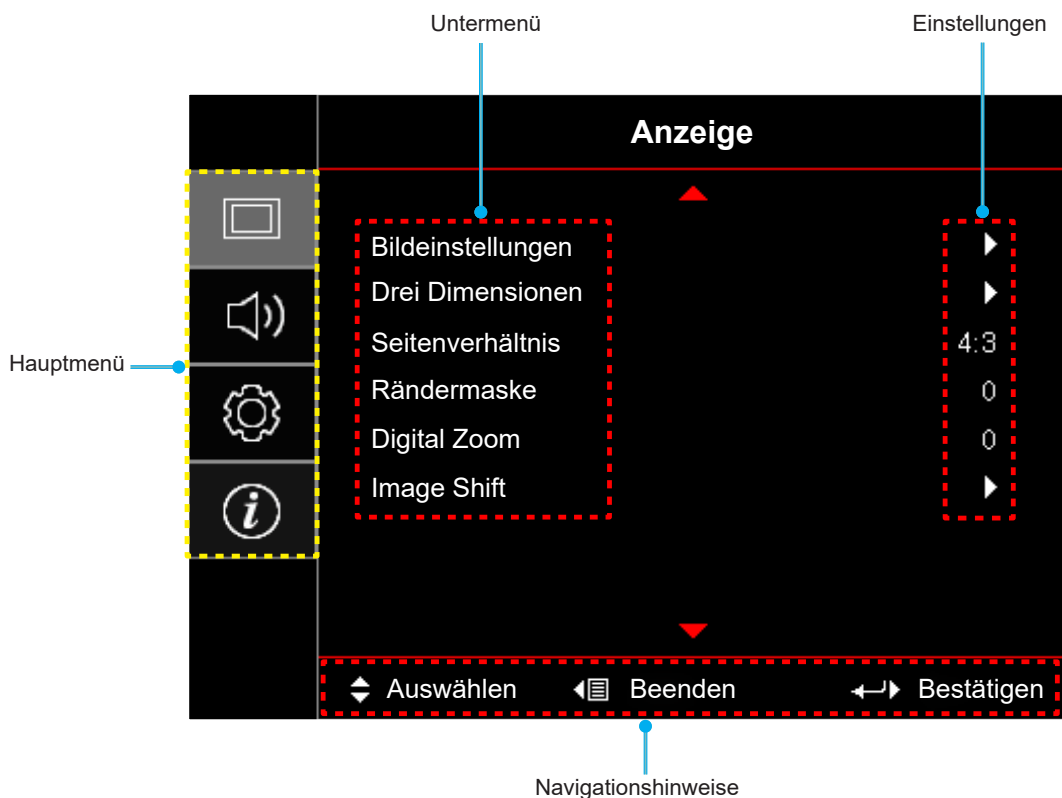 Untermenü Einstellungen
Anzeige
Bildeinstellungen
Drei Dimensionen
Seitenverhältnis 4:3
Hauptmenü
Rändermaske 0
Digital Zoom 0
Image Shift
i
Auswählen Beenden Bestätigen
Navigationshinweise